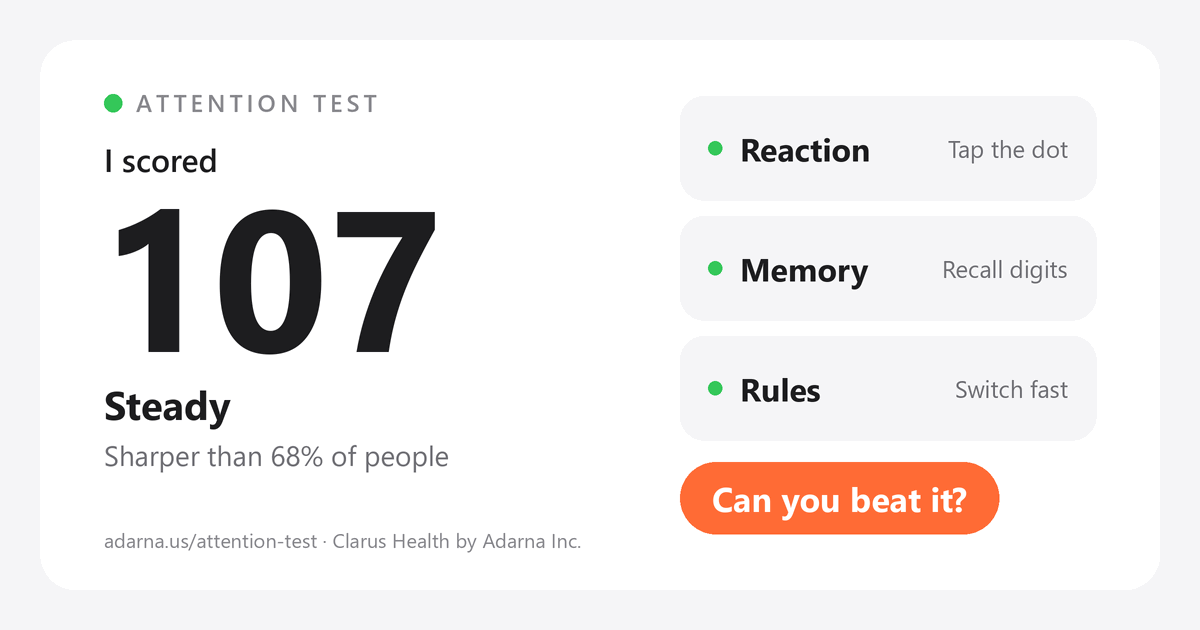 ATTENTION TEST
I scored
107
Steady
Sharper than 68% of people
adarna.us/attention-test · Clarus Health by Adarna Inc.
Reaction Tap the dot
Memory Recall digits
Rules Switch fast
Can you beat it?